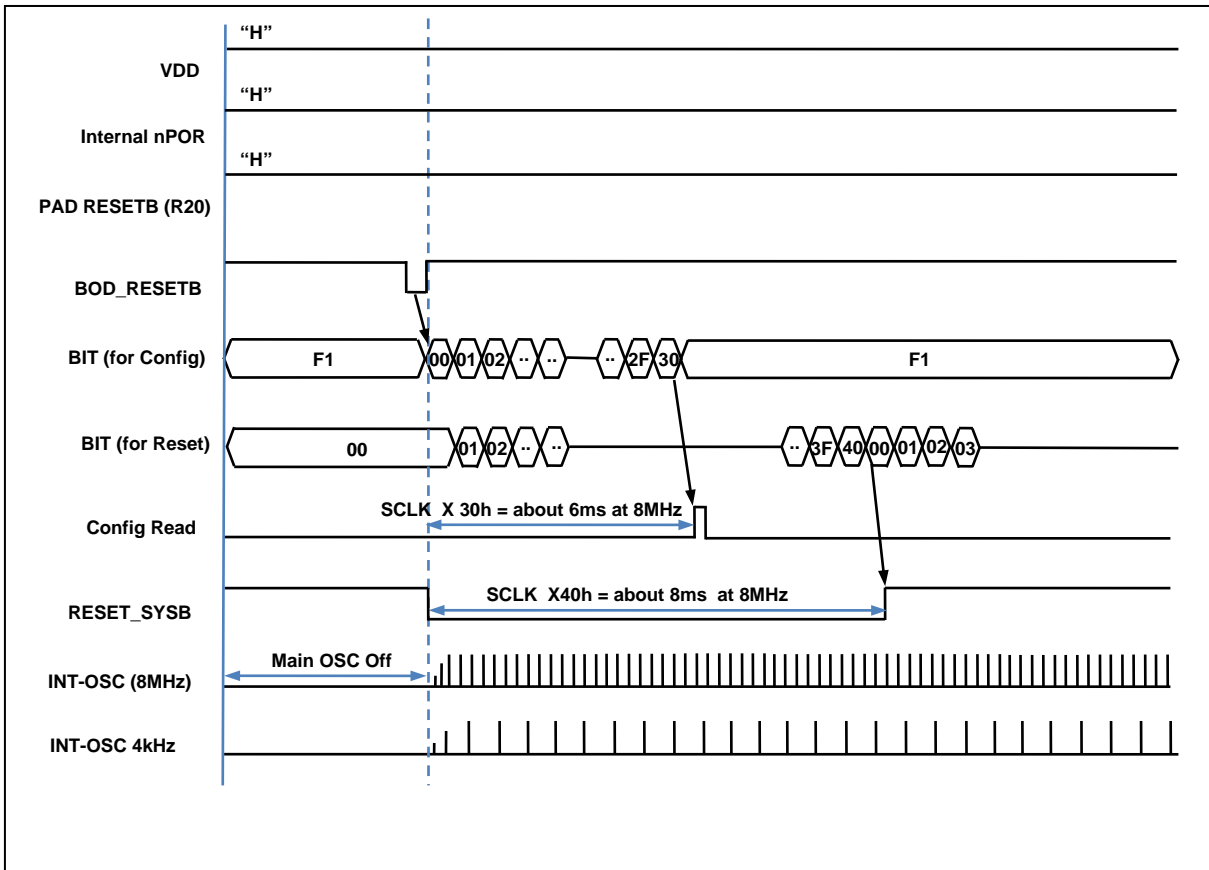 “H”
VDD
“H”
Internal nPOR
“H”
PAD RESETB (R20)
BOD_RESETB
BIT (for Config)
F1 00 01 02 ·· ·· ·· 2F 30 F1
BIT (for Reset)
00 01 02 ·· ·· ·· 3F 40 00 01 02 03
SCLK X 30h = about 6ms at 8MHz
Config Read
SCLK X40h = about 8ms at 8MHz
RESET_SYSB
Main OSC Off
INT-OSC (8MHz)
INT-OSC 4kHz